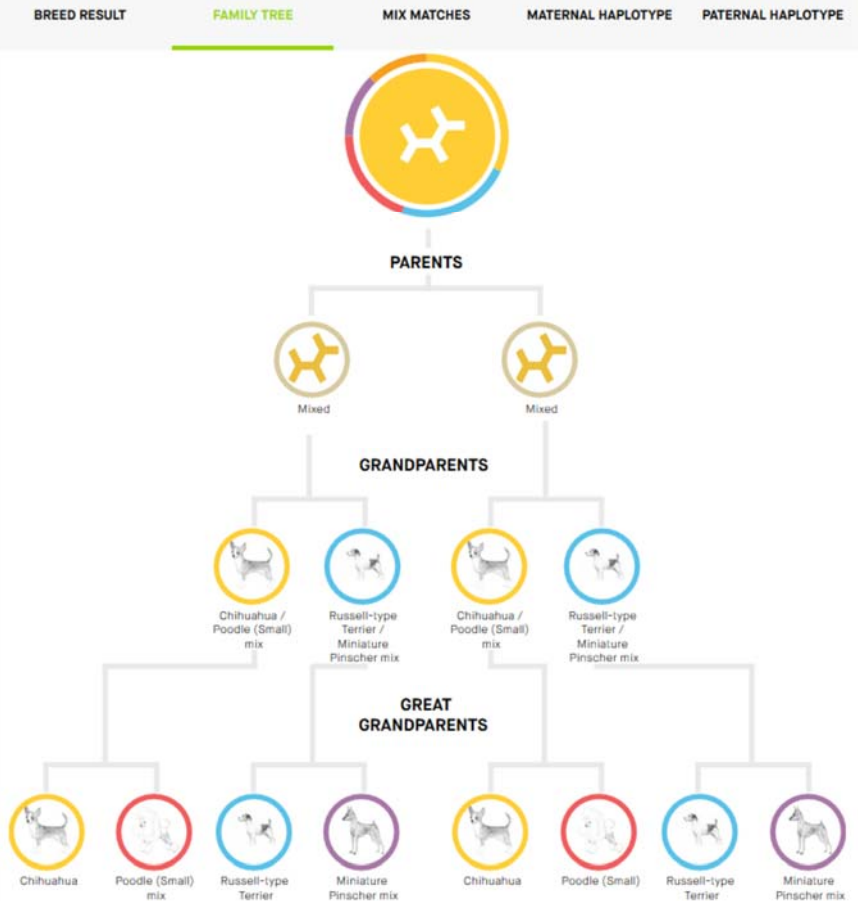 BREED RESULT FAMILY TREE MIX MATCHES MATERNAL HAPLOTYPE PATERNAL HAPLOTYPE
PARENTS
Mixed Mixed
GRANDPARENTS
Chihuahua / Russell-type Chihuahua / Russell-type
Poodle (Small) Terrier / Poodle (Small) Terrier /
mix Miniature mix Miniature
Pinscher mix Pinscher mix
GREAT
GRANDPARENTS
Chihuahua Poodle (Small) Russell-type Miniature Chihuahua Poodle (Small) Russell-type Miniature
mix Terrier Pinscher mix Terrier Pinscher mix